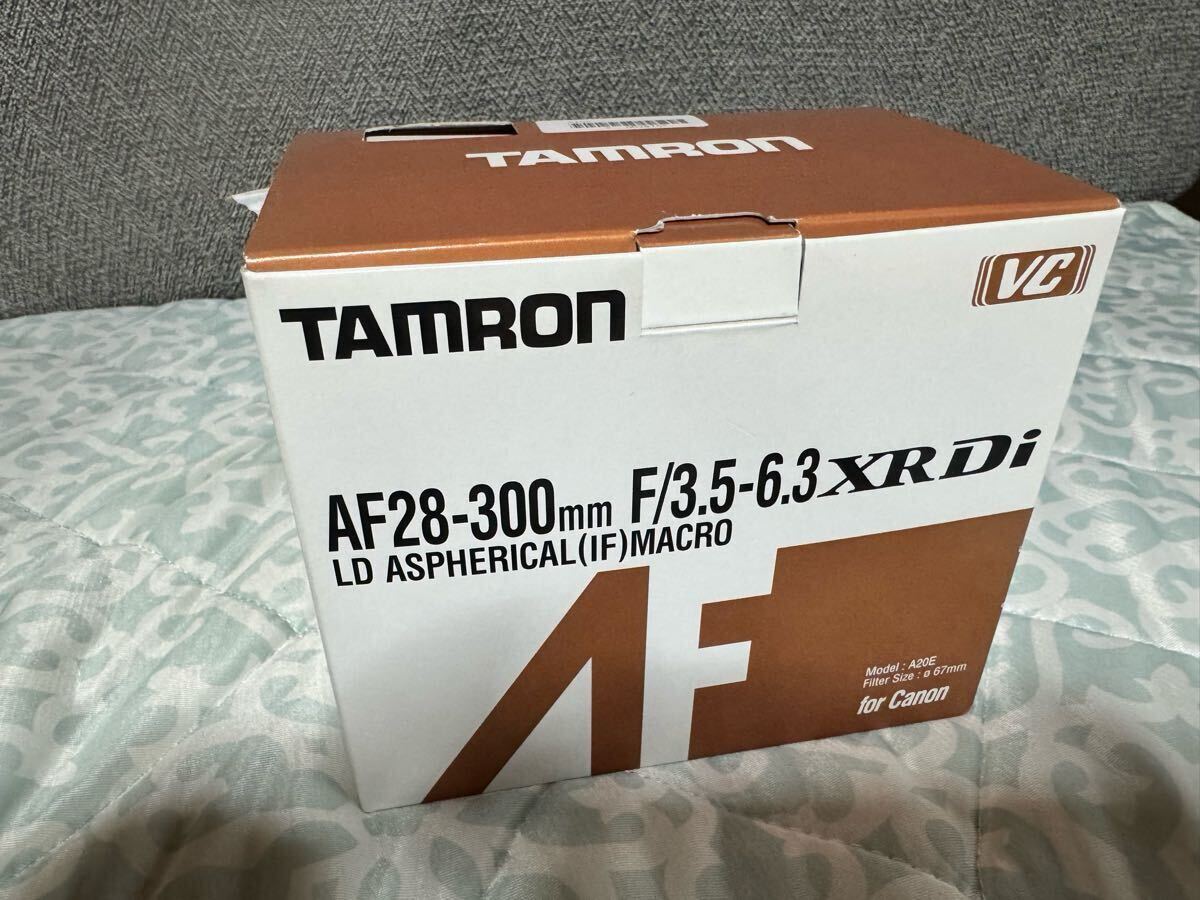 TAMRON
TAMRON
VC
AF28-300mm F/3.5-6.3 XR Di
LD ASPHERICAL(IF)MACRO
AF
Model : A20E
Filter Size : ø 67mm
for Canon